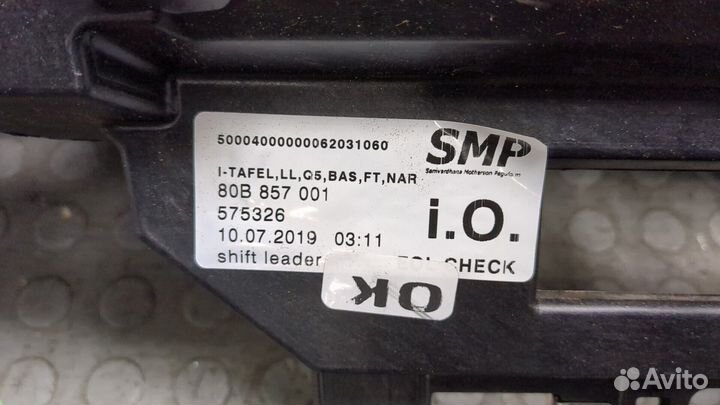 50004000000062031060
SMP
Samvardhana Motherson Peguform
I-TAFEL,LL,Q5,BAS,FT,NAR
80B 857 001
575326
i.O.
10.07.2019 03:11
shift leader CHECK
OK
Avito